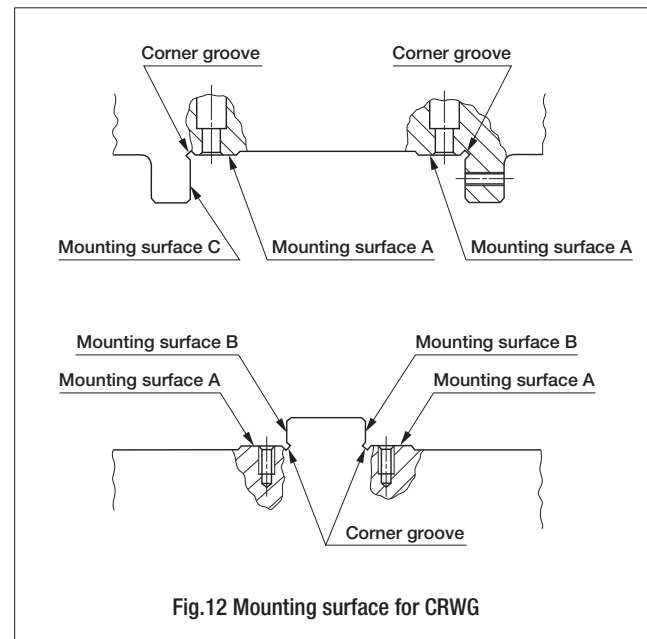 Corner groove
Corner groove
Mounting surface C
Mounting surface A
Mounting surface A
Mounting surface B
Mounting surface B
Mounting surface A
Mounting surface A
Corner groove
Fig.12 Mounting surface for CRWG